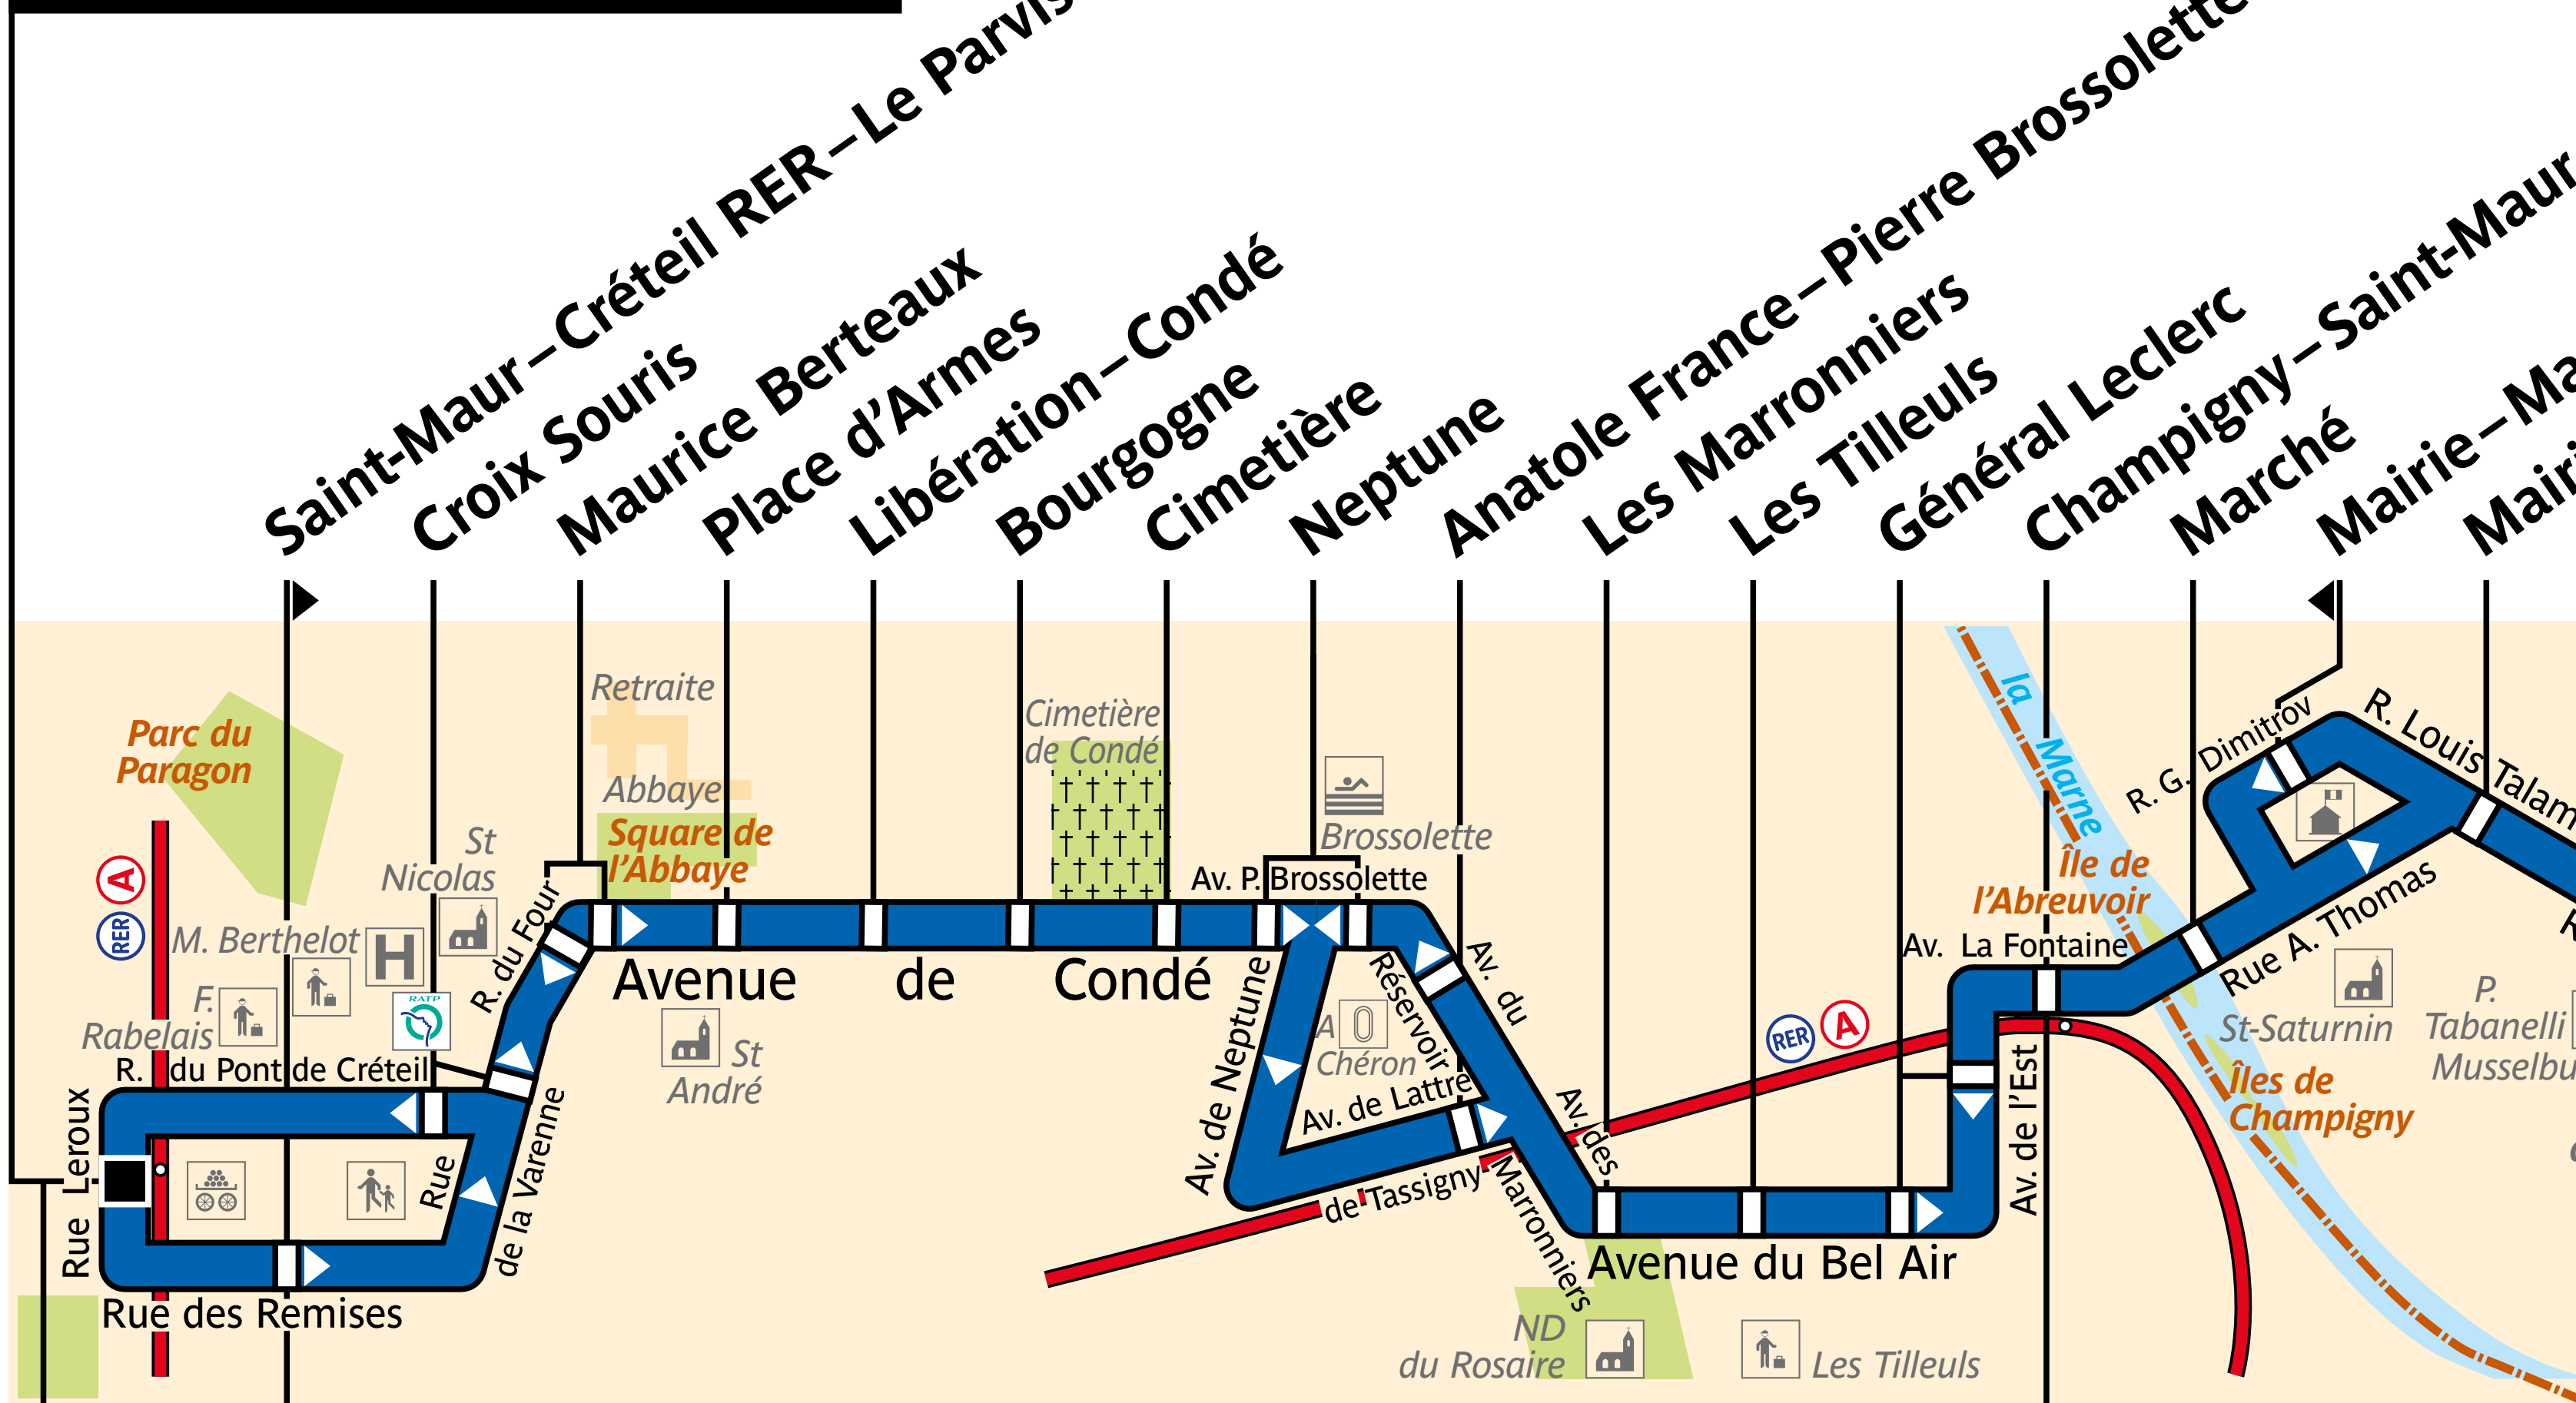 Saint-Maur – Créteil RER – Le Parvis
Croix Souris
Maurice Berteaux
Place d’Armes
Libération – Condé
Bourgogne
Cimetière
Neptune
Anatole France – Pierre Brossolette
Les Marronniers
Les Tilleuls
Général Leclerc
Champigny – Saint-Maur
Marché
Mairie –
Parc du
Paragon
Retraite
Abbaye
Square de
l’Abbaye
Cimetière
de Condé
Brossolette
la Marne
R. G. Dimitrov
R. Louis
St
Nicolas
A
RER
M. Berthelot
H
F.
Rabelais
RATP
R. du Four
R. du Pont de Créteil
Rue Leroux
Rue de la Varenne
Rue des Remises
Avenue de Condé
St
André
Av. P. Brossolette
Av. de Neptune
A
Chéron
Av. du Réservoir
Av. de Lattre de Tassigny
Av. des Marronniers
RER
A
Avenue du Bel Air
ND
du Rosaire
Les Tilleuls
Av. de l’Est
Av. La Fontaine
Île de
l’Abreuvoir
Rue A. Thomas
St-Saturnin
Îles de
Champigny
P.
Tabanelli